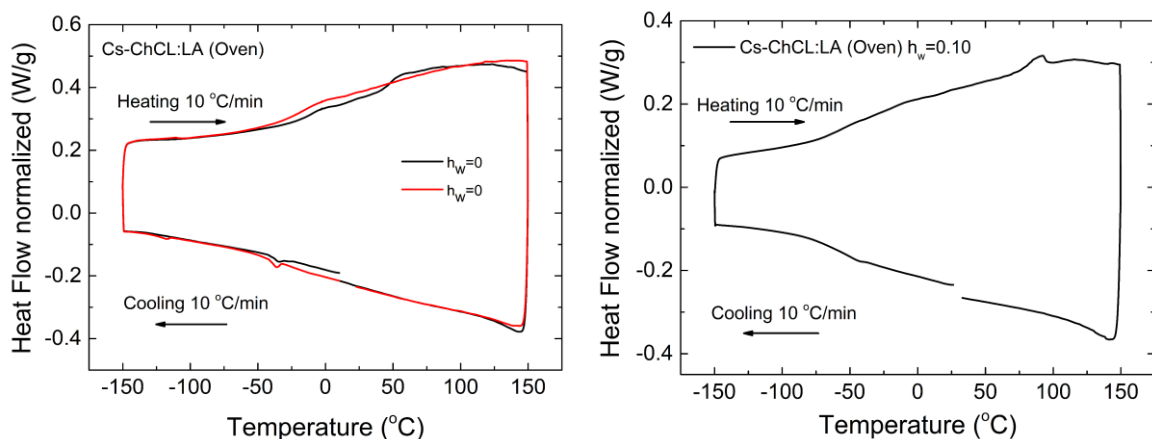 Cs-ChCL:LA (Oven)
Heating 10 °C/min
h_w=0
h_w=0
Cooling 10 °C/min
Heat Flow normalized (W/g)
0.6
0.4
0.2
0.0
-0.2
-0.4
-150 -100 -50 0 50 100 150
Temperature (°C)
Cs-ChCL:LA (Oven) h_w=0.10
Heating 10 °C/min
Cooling 10 °C/min
Heat Flow normalized (W/g)
0.4
0.2
0.0
-0.2
-0.4
-150 -100 -50 0 50 100 150
Temperature (°C)